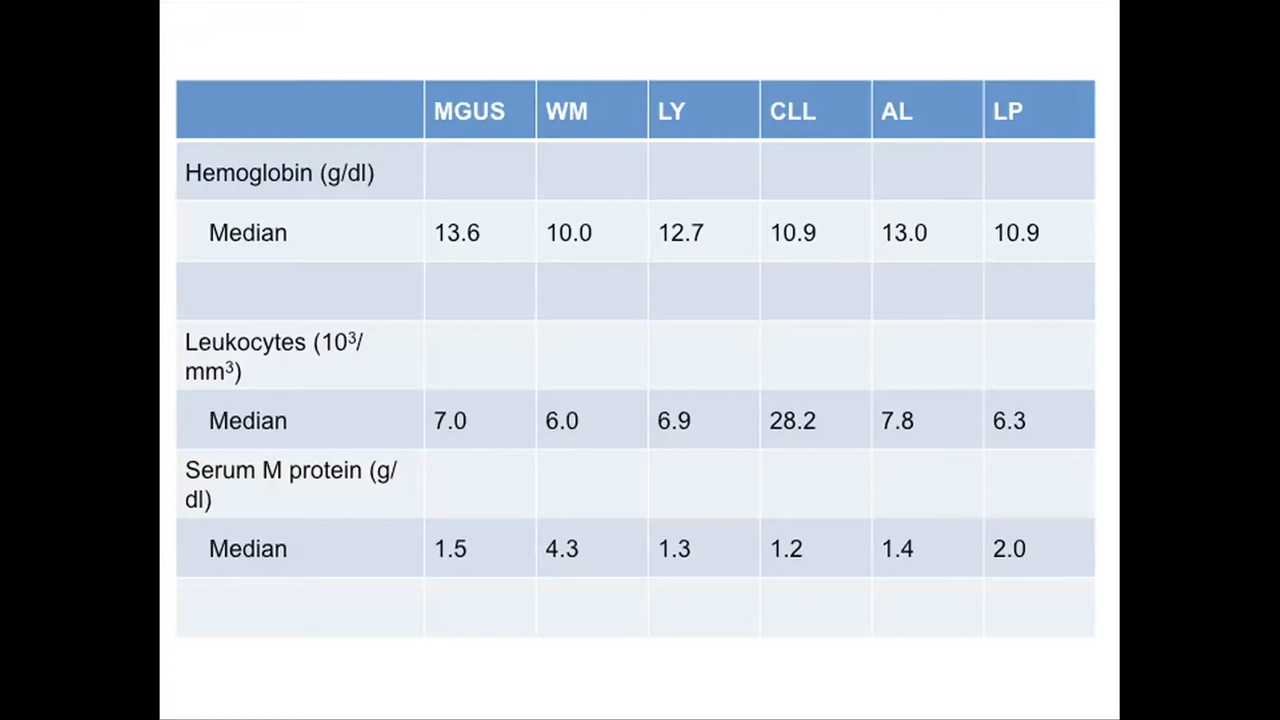 MGUS WM LY CLL AL LP
Hemoglobin (g/dl)
Median 13.6 10.0 12.7 10.9 13.0 10.9
Leukocytes (10³/
mm³)
Median 7.0 6.0 6.9 28.2 7.8 6.3
Serum M protein (g/
dl)
Median 1.5 4.3 1.3 1.2 1.4 2.0